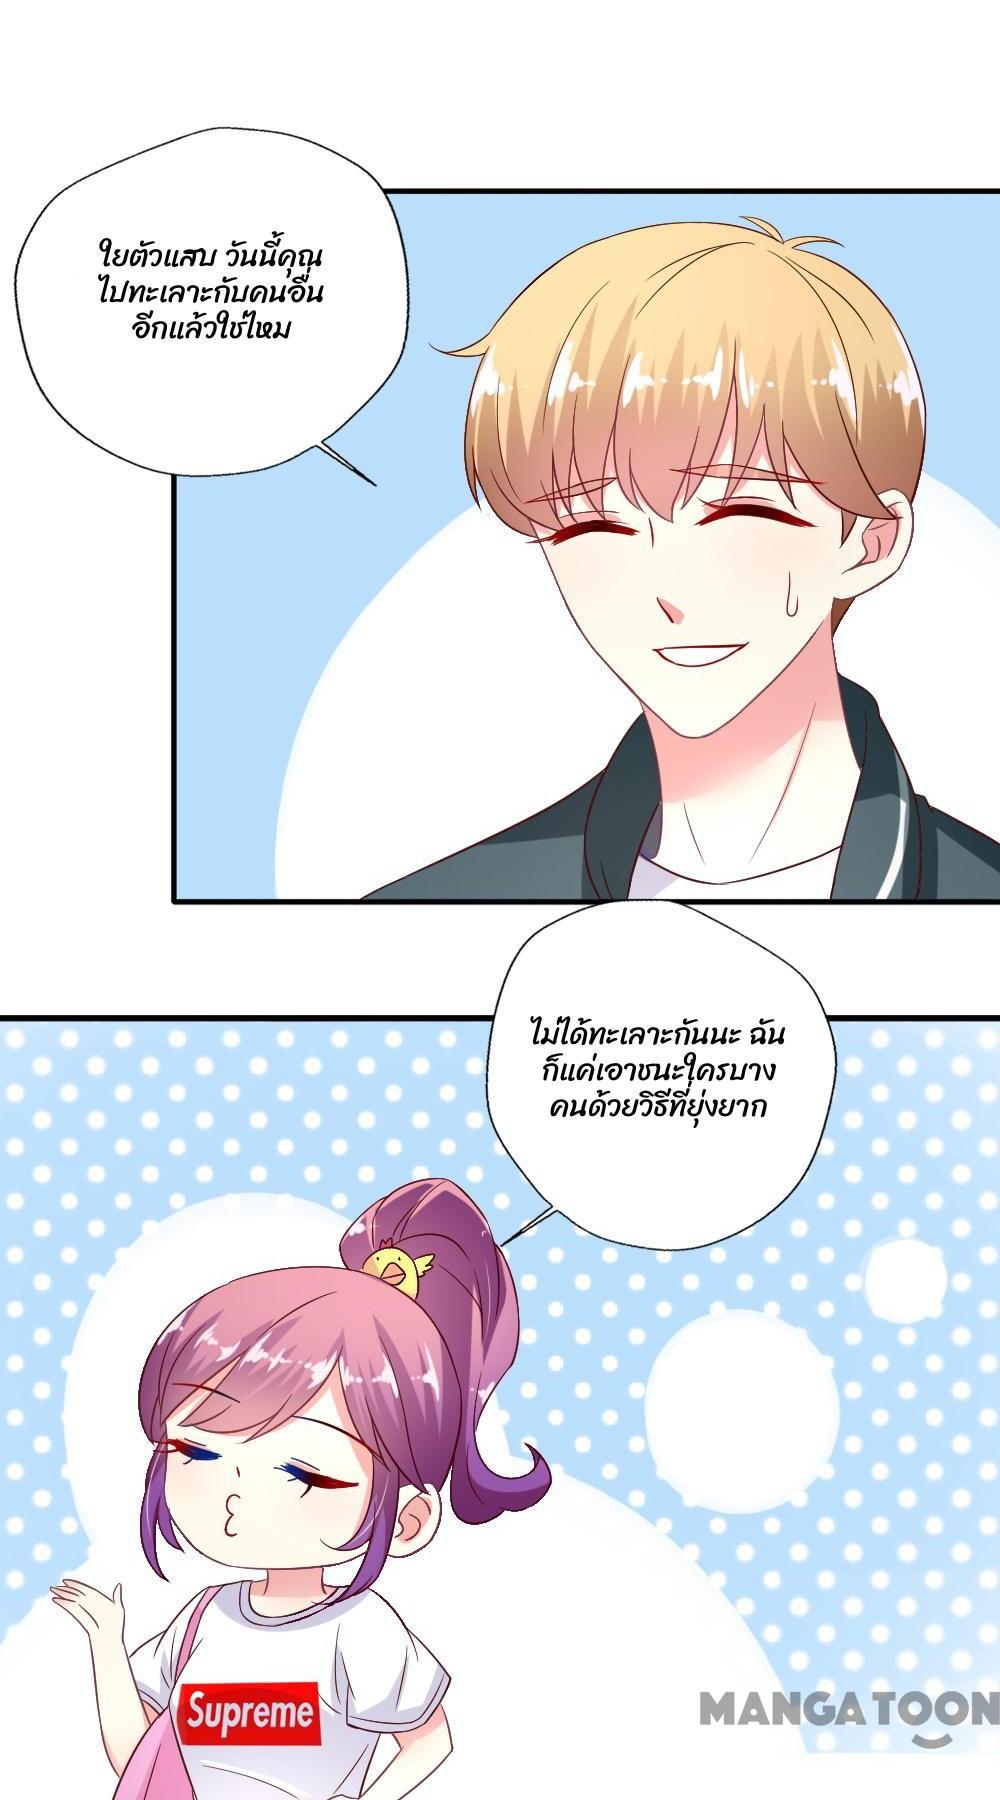 ใยตัวแสบ วันนี้คุณ
ไปทะเลาะกับคนอื่น
อีกแล้วใช่ไหม
ไม่ได้ทะเลาะกันนะ ฉัน
ก็แค่เอาชนะใครบาง
คนด้วยวิธีที่ยุ่งยาก
Supreme
MANGATOON